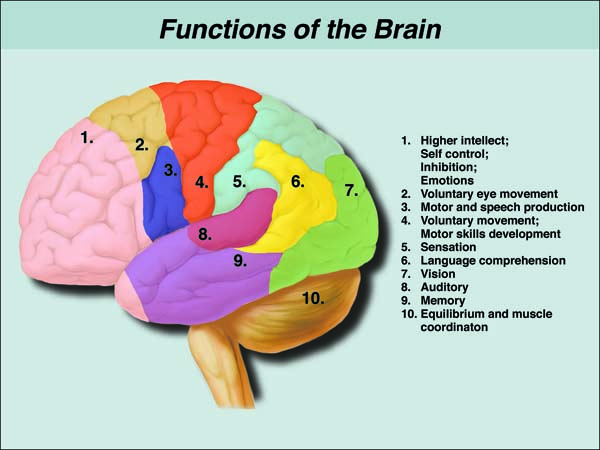 Functions of the Brain
1.
2.
3.
4.
5.
6.
7.
8.
9.
10.
1. Higher intellect;
Self control;
Inhibition;
Emotions
2. Voluntary eye movement
3. Motor and speech production
4. Voluntary movement;
Motor skills development
5. Sensation
6. Language comprehension
7. Vision
8. Auditory
9. Memory
10. Equilibrium and muscle
coordinaton